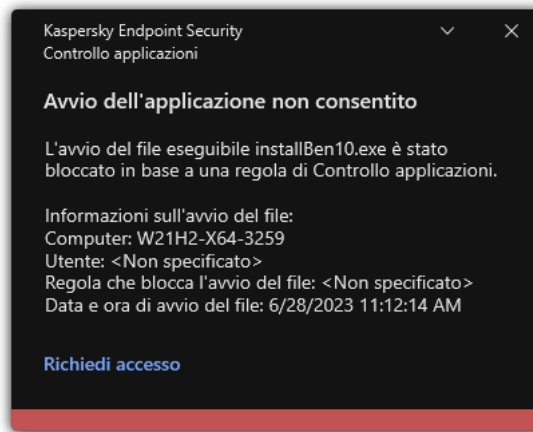 Kaspersky Endpoint Security
Controllo applicazioni
Avvio dell'applicazione non consentito
L'avvio del file eseguibile installBen10.exe è stato
bloccato in base a una regola di Controllo applicazioni.
Informazioni sull'avvio del file:
Computer: W21H2-X64-3259
Utente: <Non specificato>
Regola che blocca l'avvio del file: <Non specificato>
Data e ora di avvio del file: 6/28/2023 11:12:14 AM
Richiedi accesso